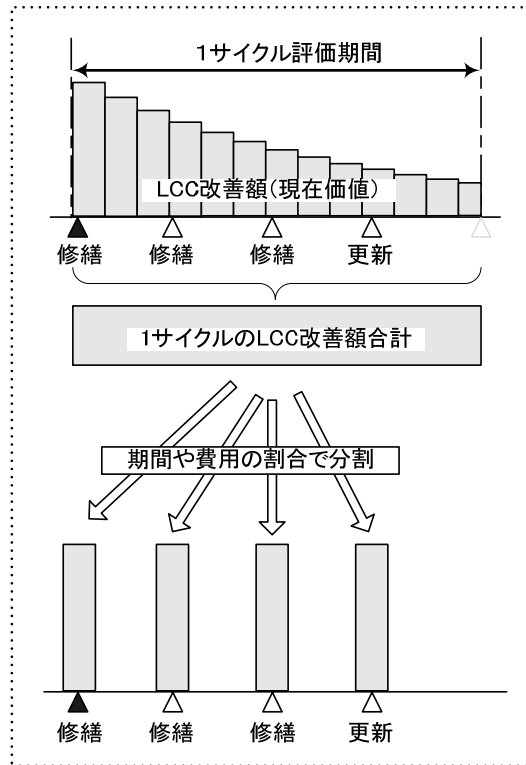 1サイクル評価期間
LCC改善額(現在価値)
修繕 修繕 修繕 更新
1サイクルのLCC改善額合計
期間や費用の割合で分割
修繕 修繕 修繕 更新